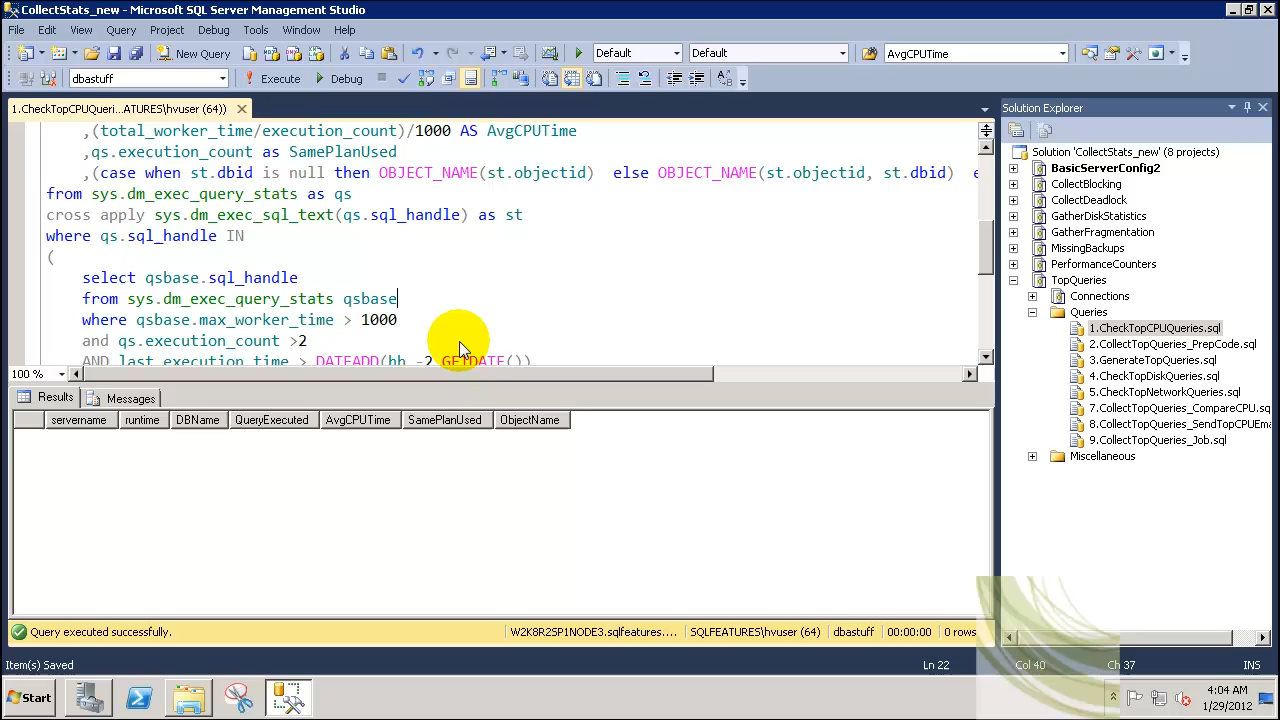 CollectStats_new - Microsoft SQL Server Management Studio
File Edit View Query Project Debug Tools Window Help
New Query Default Default AvgCPUTime
dbastuff Execute Debug
1.CheckTopCPUQueri...ATURES\hvuser (64))
,(total_worker_time/execution_count)/1000 AS AvgCPUTime
,qs.execution_count as SamePlanUsed
,(case when st.dbid is null then OBJECT_NAME(st.objectid) else OBJECT_NAME(st.objectid, st.dbid) e
from sys.dm_exec_query_stats as qs
cross apply sys.dm_exec_sql_text(qs.sql_handle) as st
where qs.sql_handle IN
(
select qsbase.sql_handle
from sys.dm_exec_query_stats qsbase
where qsbase.max_worker_time > 1000
and qs.execution_count >2
AND last_execution_time > DATEADD(hh,-2,GETDATE())
100 %
Results Messages
servername runtime DBName QueryExecuted AvgCPUTime SamePlanUsed ObjectName
Query executed successfully. W2K8R2SP1NODE3.sqlfeatures.... SQLFEATURES\hvuser (64) dbastuff 00:00:00 0 rows
Solution Explorer
Solution 'CollectStats_new' (8 projects)
BasicServerConfig2
CollectBlocking
CollectDeadlock
GatherDiskStatistics
GatherFragmentation
MissingBackups
PerformanceCounters
TopQueries
Connections
Queries
1.CheckTopCPUQueries.sql
2.CollectTopQueries_PrepCode.sql
3.GenerateTopQueries.sql
4.CheckTopDiskQueries.sql
5.CheckTopNetworkQueries.sql
7.CollectTopQueries_CompareCPU.sq
8.CollectTopQueries_SendTopCPUEma
9.CollectTopQueries_Job.sql
Miscellaneous
Item(s) Saved Ln 22 Col 40 Ch 37 INS
Start 4:04 AM
1/29/2012